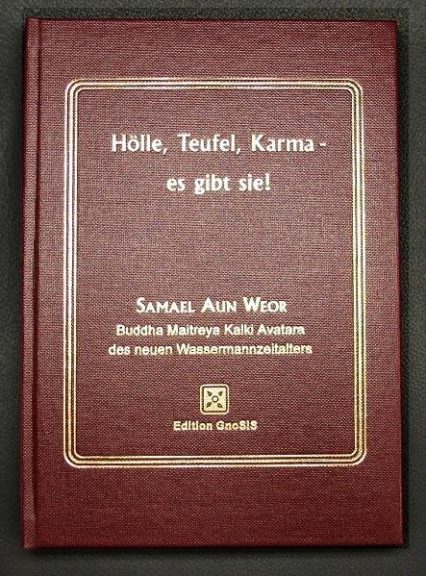 Hölle, Teufel, Karma -
es gibt sie!
SAMAEL AUN WEOR
Buddha Maitreya Kalki Avatara
des neuen Wassermannzeitalters
Edition GnoSIS